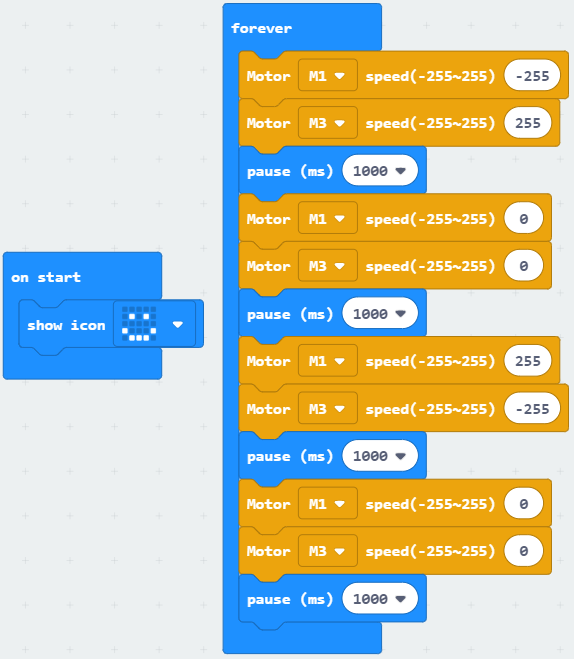 forever
Motor M1 speed(-255~255) -255
Motor M3 speed(-255~255) 255
pause (ms) 1000
Motor M1 speed(-255~255) 0
Motor M3 speed(-255~255) 0
pause (ms) 1000
Motor M1 speed(-255~255) 255
Motor M3 speed(-255~255) -255
pause (ms) 1000
Motor M1 speed(-255~255) 0
Motor M3 speed(-255~255) 0
pause (ms) 1000
on start
show icon